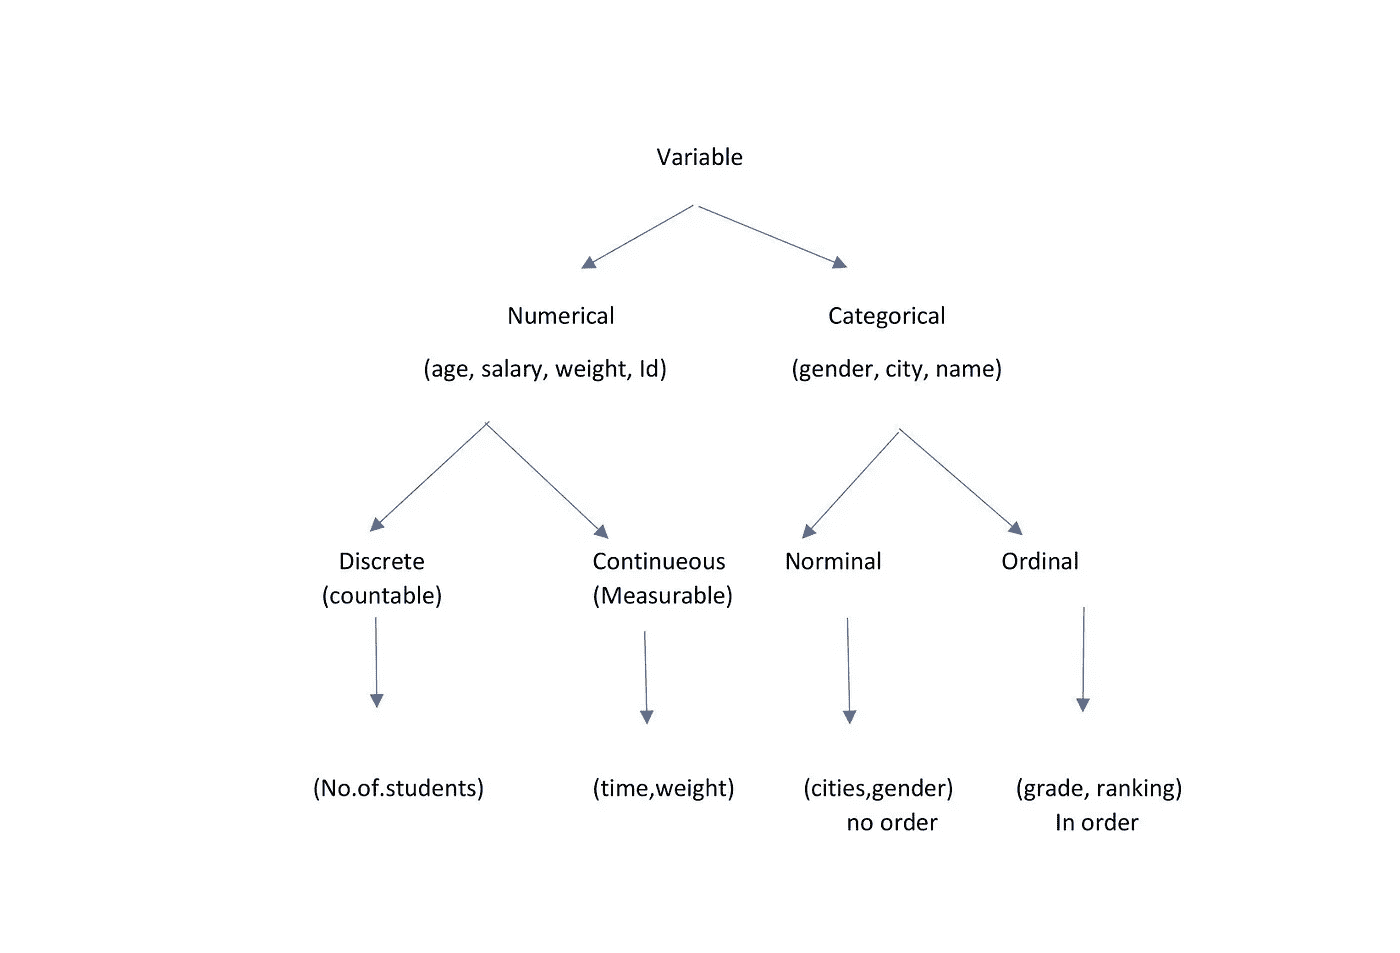 Variable
Numerical
Categorical
(age, salary, weight, Id)
(gender, city, name)
Discrete
(countable)
Continueous
(Measurable)
Norminal
Ordinal
(No.of.students)
(time,weight)
(cities,gender)
no order
(grade, ranking)
In order